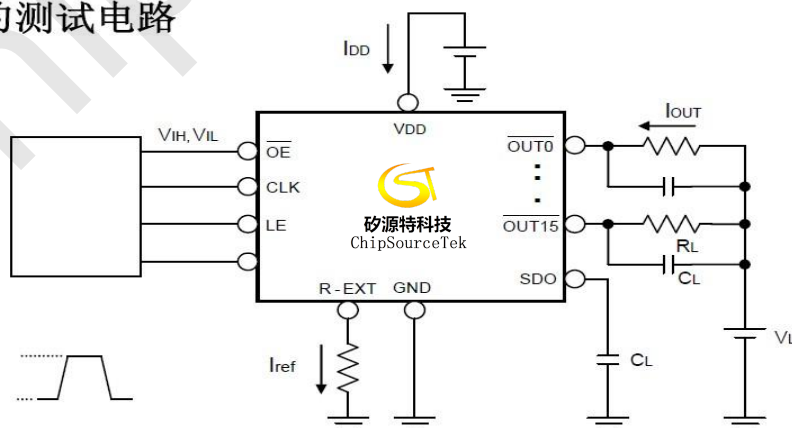 的测试电路
IDD
VDD
VIH, VIL
OE
CLK
LE
OUT0
OUT15
SDO
R-EXT
GND
IOUT
RL
CL
矽源特科技
ChipSourceTek
Iref
CL